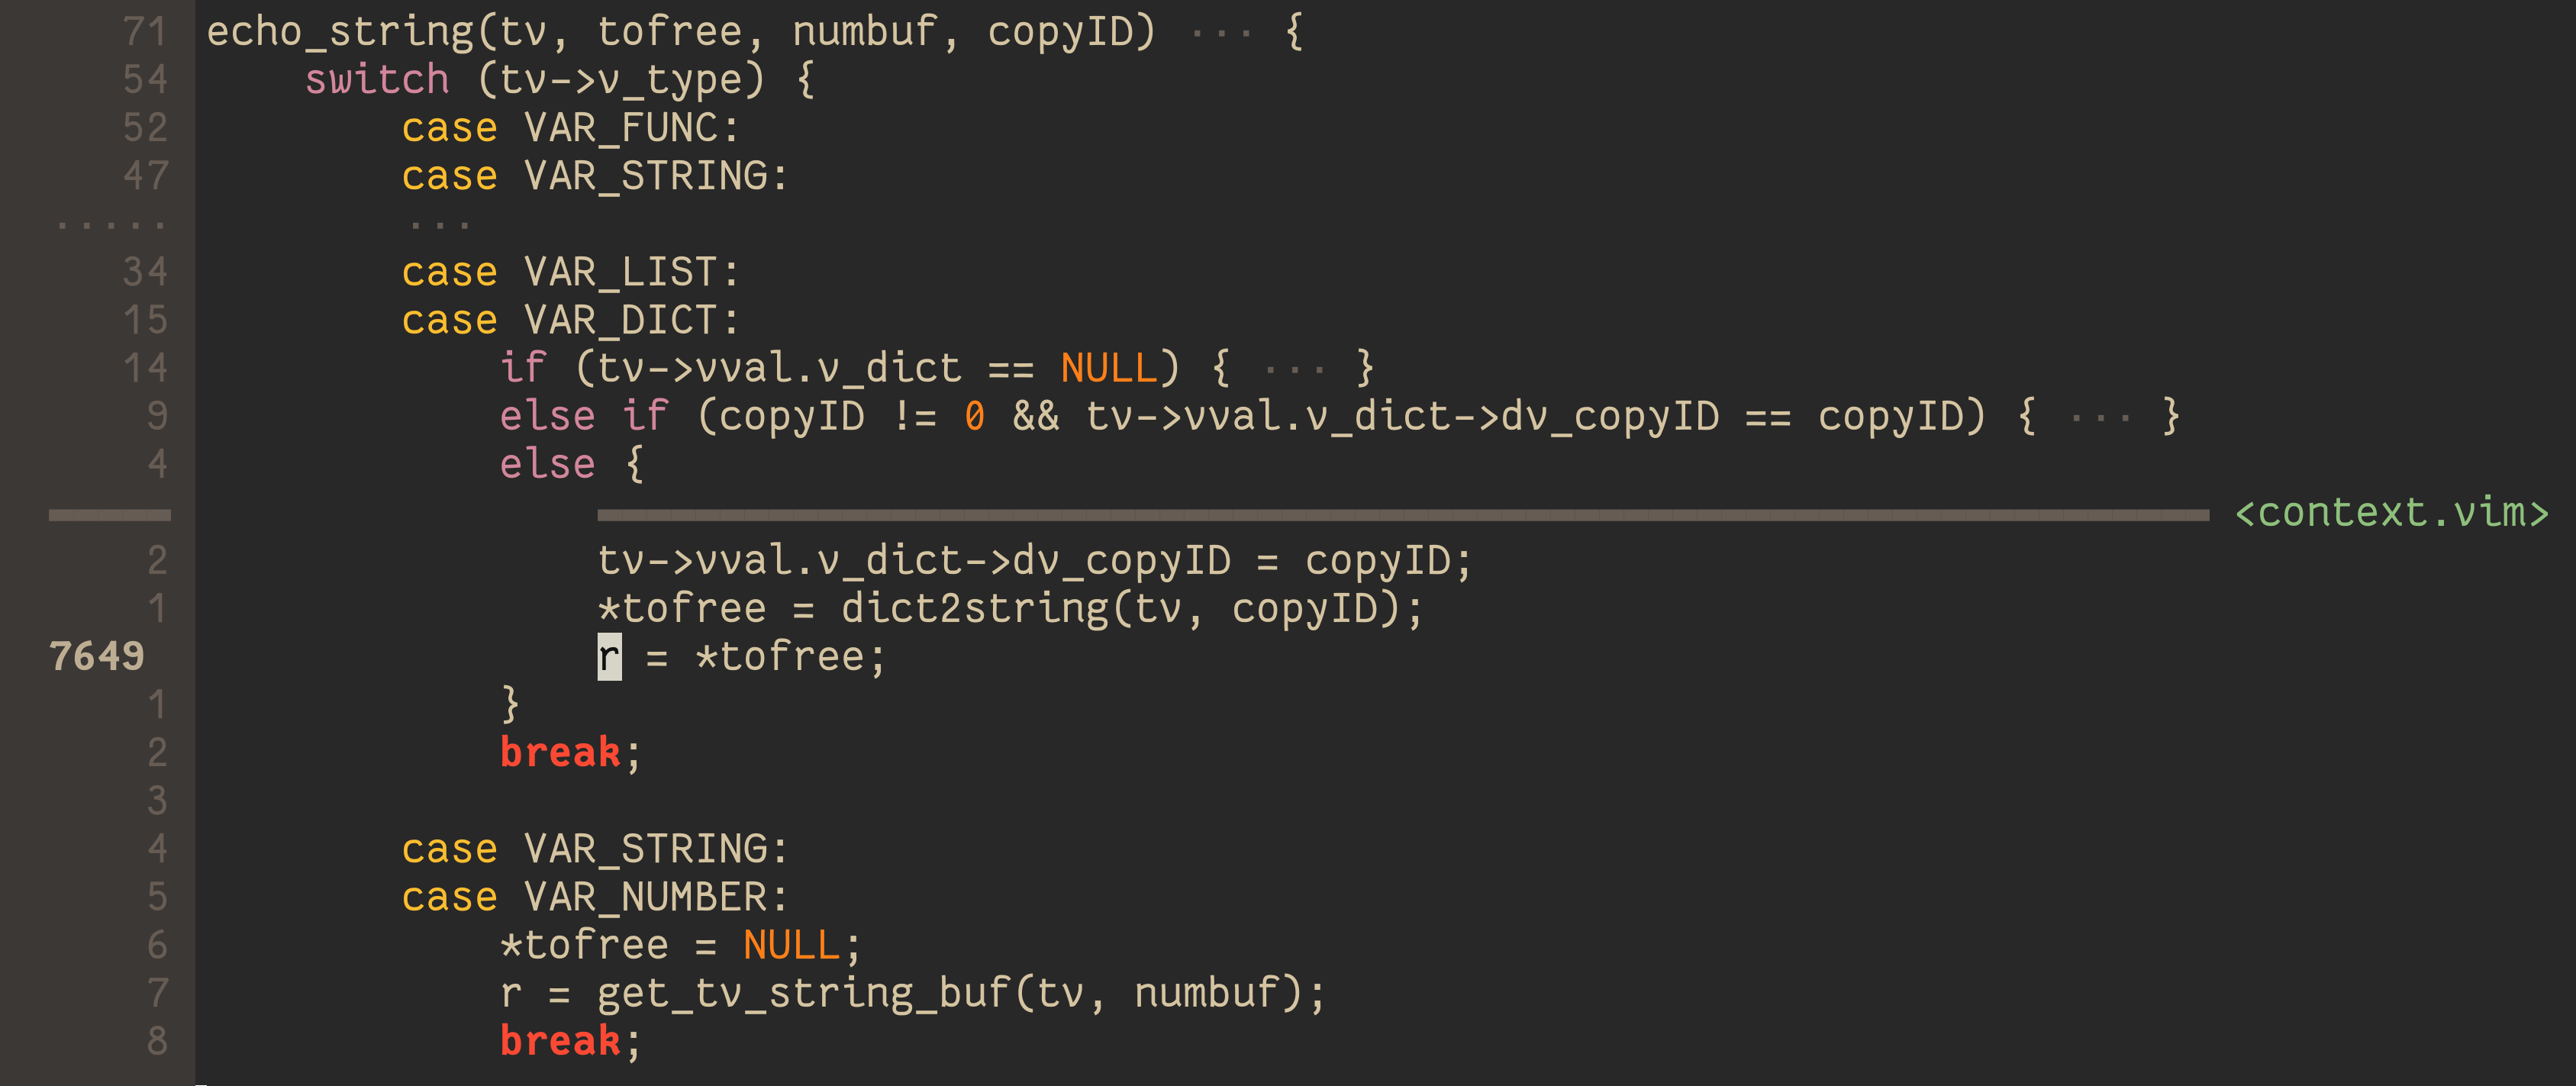 71 echo_string(tv, tofree, numbuf, copyID) ··· {
54     switch (tv->v_type) {
52         case VAR_FUNC:
47         case VAR_STRING:
·····         ···
34         case VAR_LIST:
15         case VAR_DICT:
14             if (tv->vval.v_dict == NULL) { ··· }
9             else if (copyID != 0 && tv->vval.v_dict->dv_copyID == copyID) { ··· }
4             else {
<context.vim>
2                 tv->vval.v_dict->dv_copyID = copyID;
1                 *tofree = dict2string(tv, copyID);
7649                 r = *tofree;
1             }
2             break;
3
4         case VAR_STRING:
5         case VAR_NUMBER:
6             *tofree = NULL;
7             r = get_tv_string_buf(tv, numbuf);
8             break;